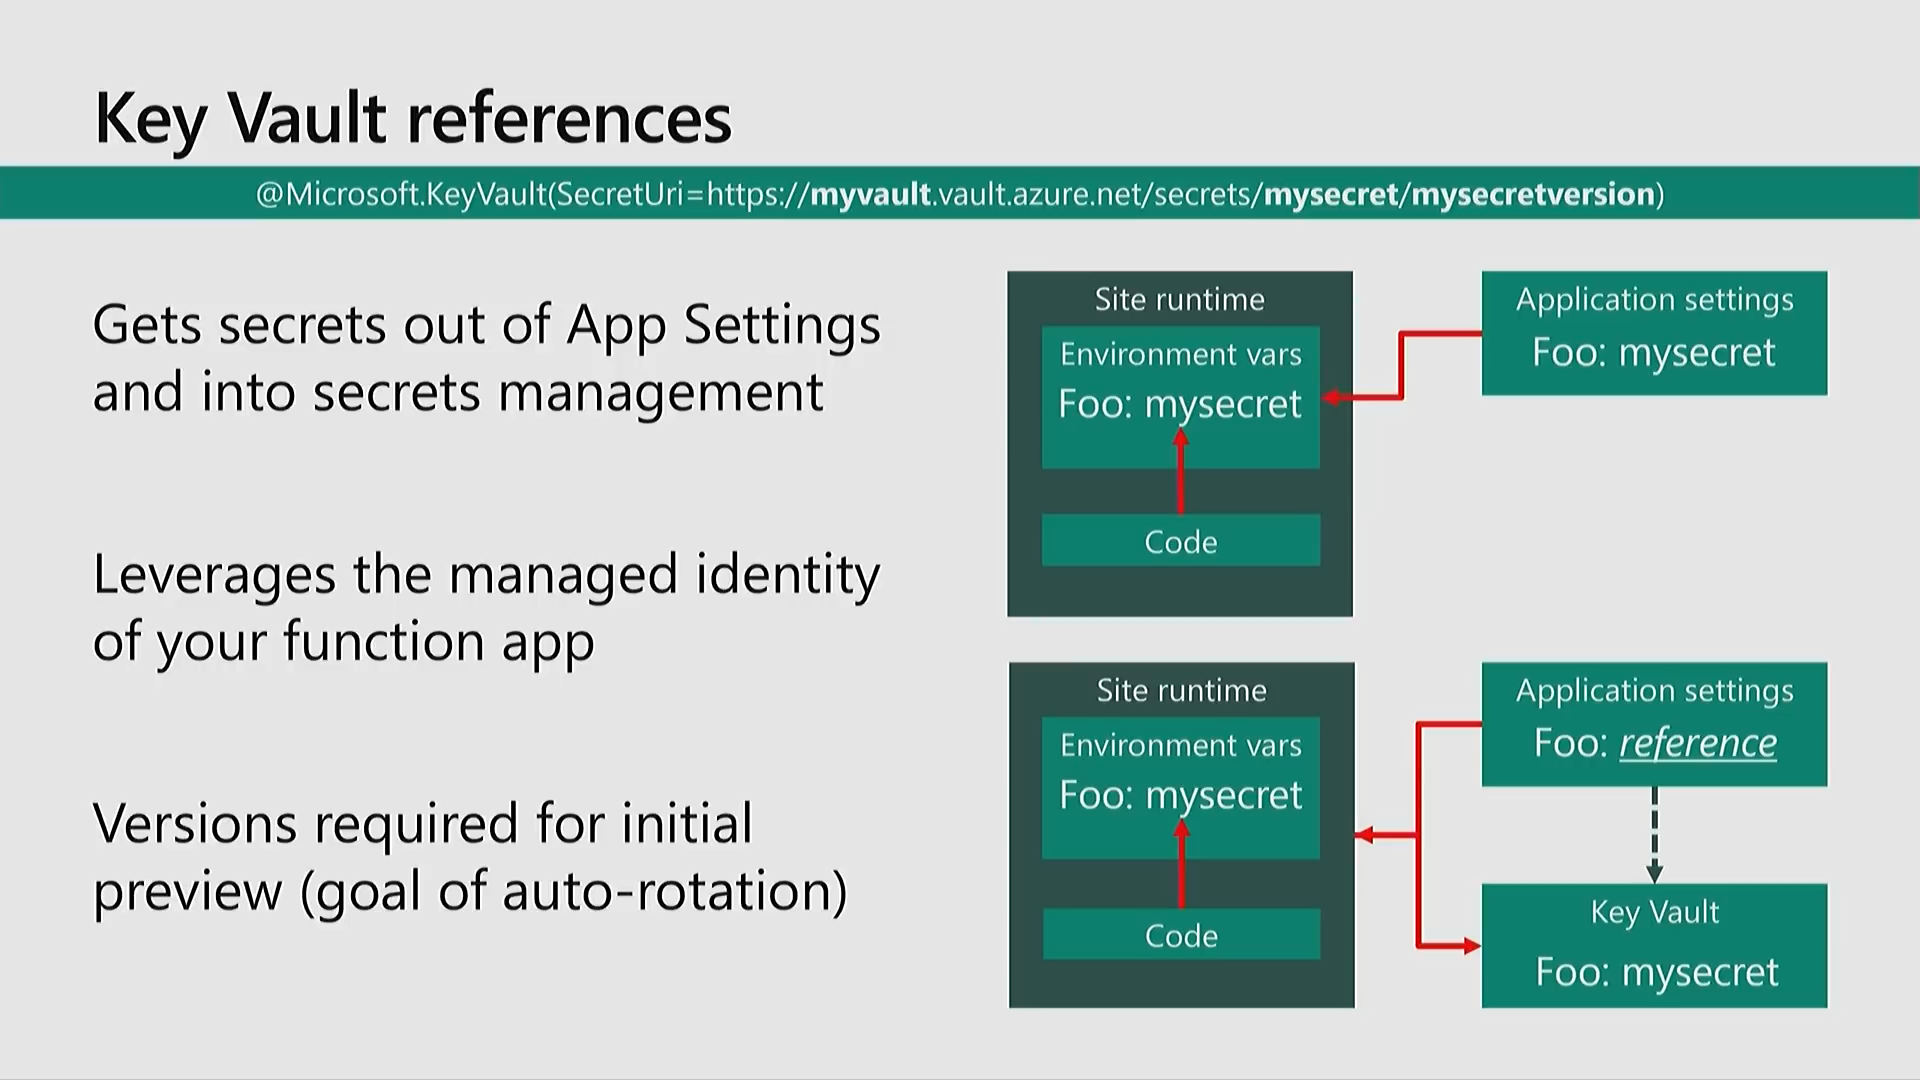 Key Vault references
@Microsoft.KeyVault(SecretUri=https://myvault.vault.azure.net/secrets/mysecret/mysecretversion)
Gets secrets out of App Settings
and into secrets management
Leverages the managed identity
of your function app
Versions required for initial
preview (goal of auto-rotation)
Site runtime
Environment vars
Foo: mysecret
Code
Application settings
Foo: mysecret
Site runtime
Environment vars
Foo: mysecret
Code
Application settings
Foo: reference
Key Vault
Foo: mysecret